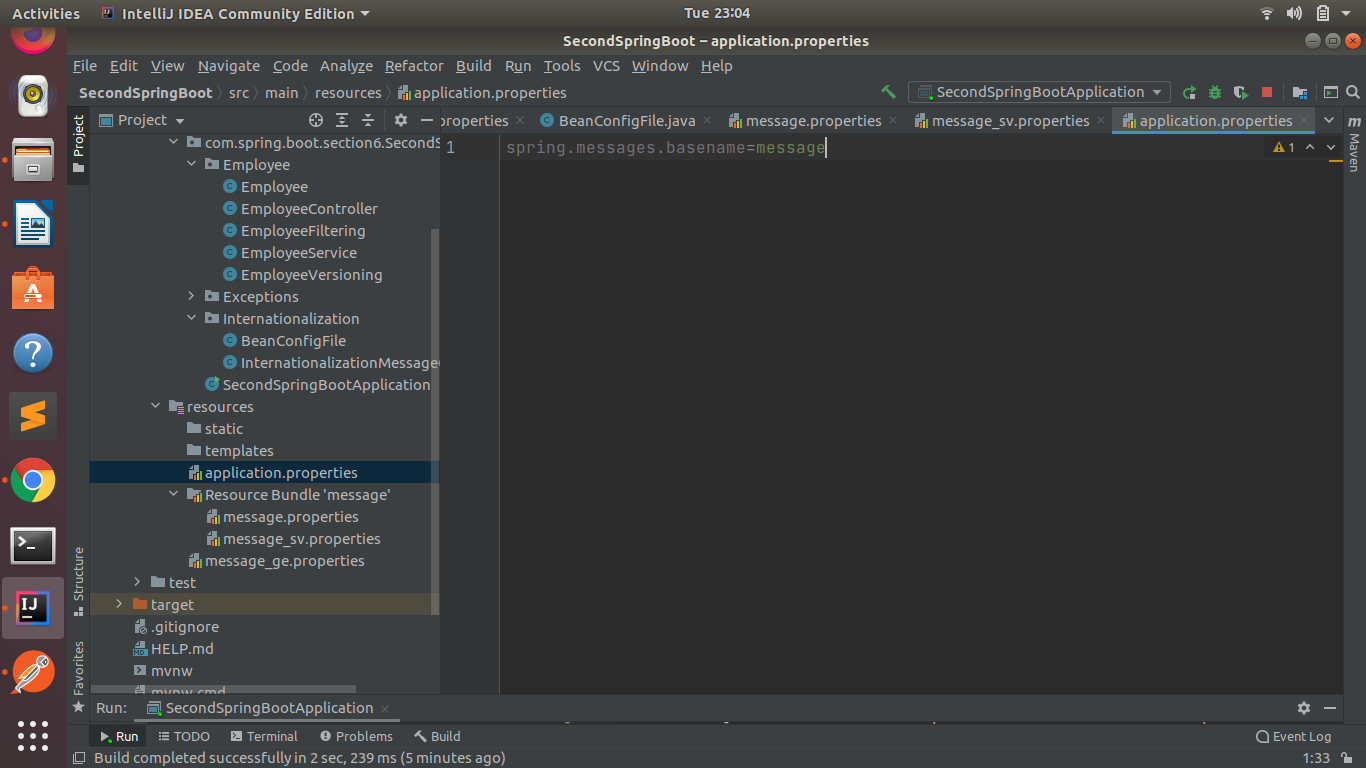 Activities IntelliJ IDEA Community Edition Tue 23:04
SecondSpringBoot – application.properties
File Edit View Navigate Code Analyze Refactor Build Run Tools VCS Window Help
SecondSpringBoot src main resources application.properties SecondSpringBootApplication
Project properties BeanConfigFile.java message.properties message_sv.properties application.properties
1 spring.messages.basename=message 1
com.spring.boot.section6.SecondS
Employee
Employee
EmployeeController
EmployeeFiltering
EmployeeService
EmployeeVersioning
Exceptions
Internationalization
BeanConfigFile
InternationalizationMessage
SecondSpringBootApplication
resources
static
templates
application.properties
Resource Bundle 'message'
message.properties
message_sv.properties
message_ge.properties
test
target
.gitignore
HELP.md
mvnw
mvnw.cmd
Project
Structure
Favorites
Maven
Run: SecondSpringBootApplication
Run TODO Terminal Problems Build Event Log
Build completed successfully in 2 sec, 239 ms (5 minutes ago) 1:33